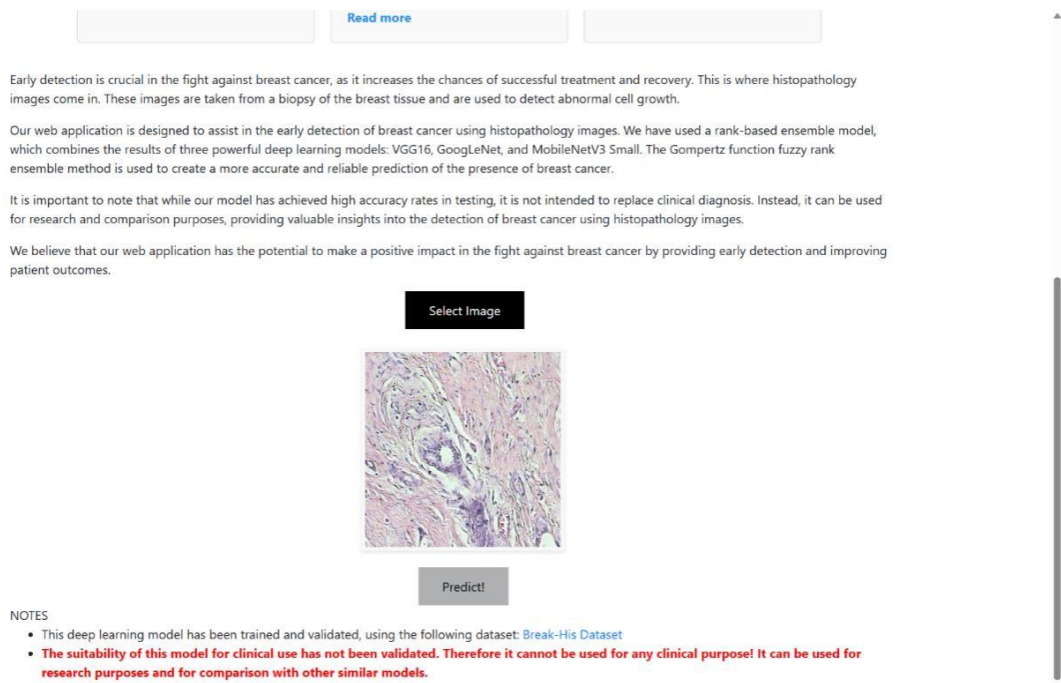 Read more
Early detection is crucial in the fight against breast cancer, as it increases the chances of successful treatment and recovery. This is where histopathology
images come in. These images are taken from a biopsy of the breast tissue and are used to detect abnormal cell growth.
Our web application is designed to assist in the early detection of breast cancer using histopathology images. We have used a rank-based ensemble model,
which combines the results of three powerful deep learning models: VGG16, GoogLeNet, and MobileNetV3 Small. The Gompertz function fuzzy rank
ensemble method is used to create a more accurate and reliable prediction of the presence of breast cancer.
It is important to note that while our model has achieved high accuracy rates in testing, it is not intended to replace clinical diagnosis. Instead, it can be used
for research and comparison purposes, providing valuable insights into the detection of breast cancer using histopathology images.
We believe that our web application has the potential to make a positive impact in the fight against breast cancer by providing early detection and improving
patient outcomes.
Select Image
Predict!
NOTES
• This deep learning model has been trained and validated, using the following dataset: Break-His Dataset
• The suitability of this model for clinical use has not been validated. Therefore it cannot be used for any clinical purpose! It can be used for
research purposes and for comparison with other similar models.